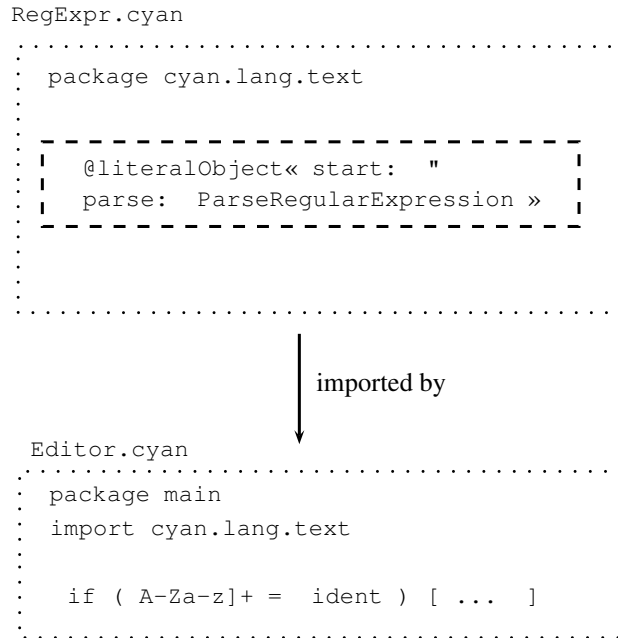 RegExpr.cyan
package cyan.lang.text
@literalObject« start: "
parse: ParseRegularExpression »
imported by
Editor.cyan
package main
import cyan.lang.text
if ( A-Za-z]+ = ident ) [ ... ]